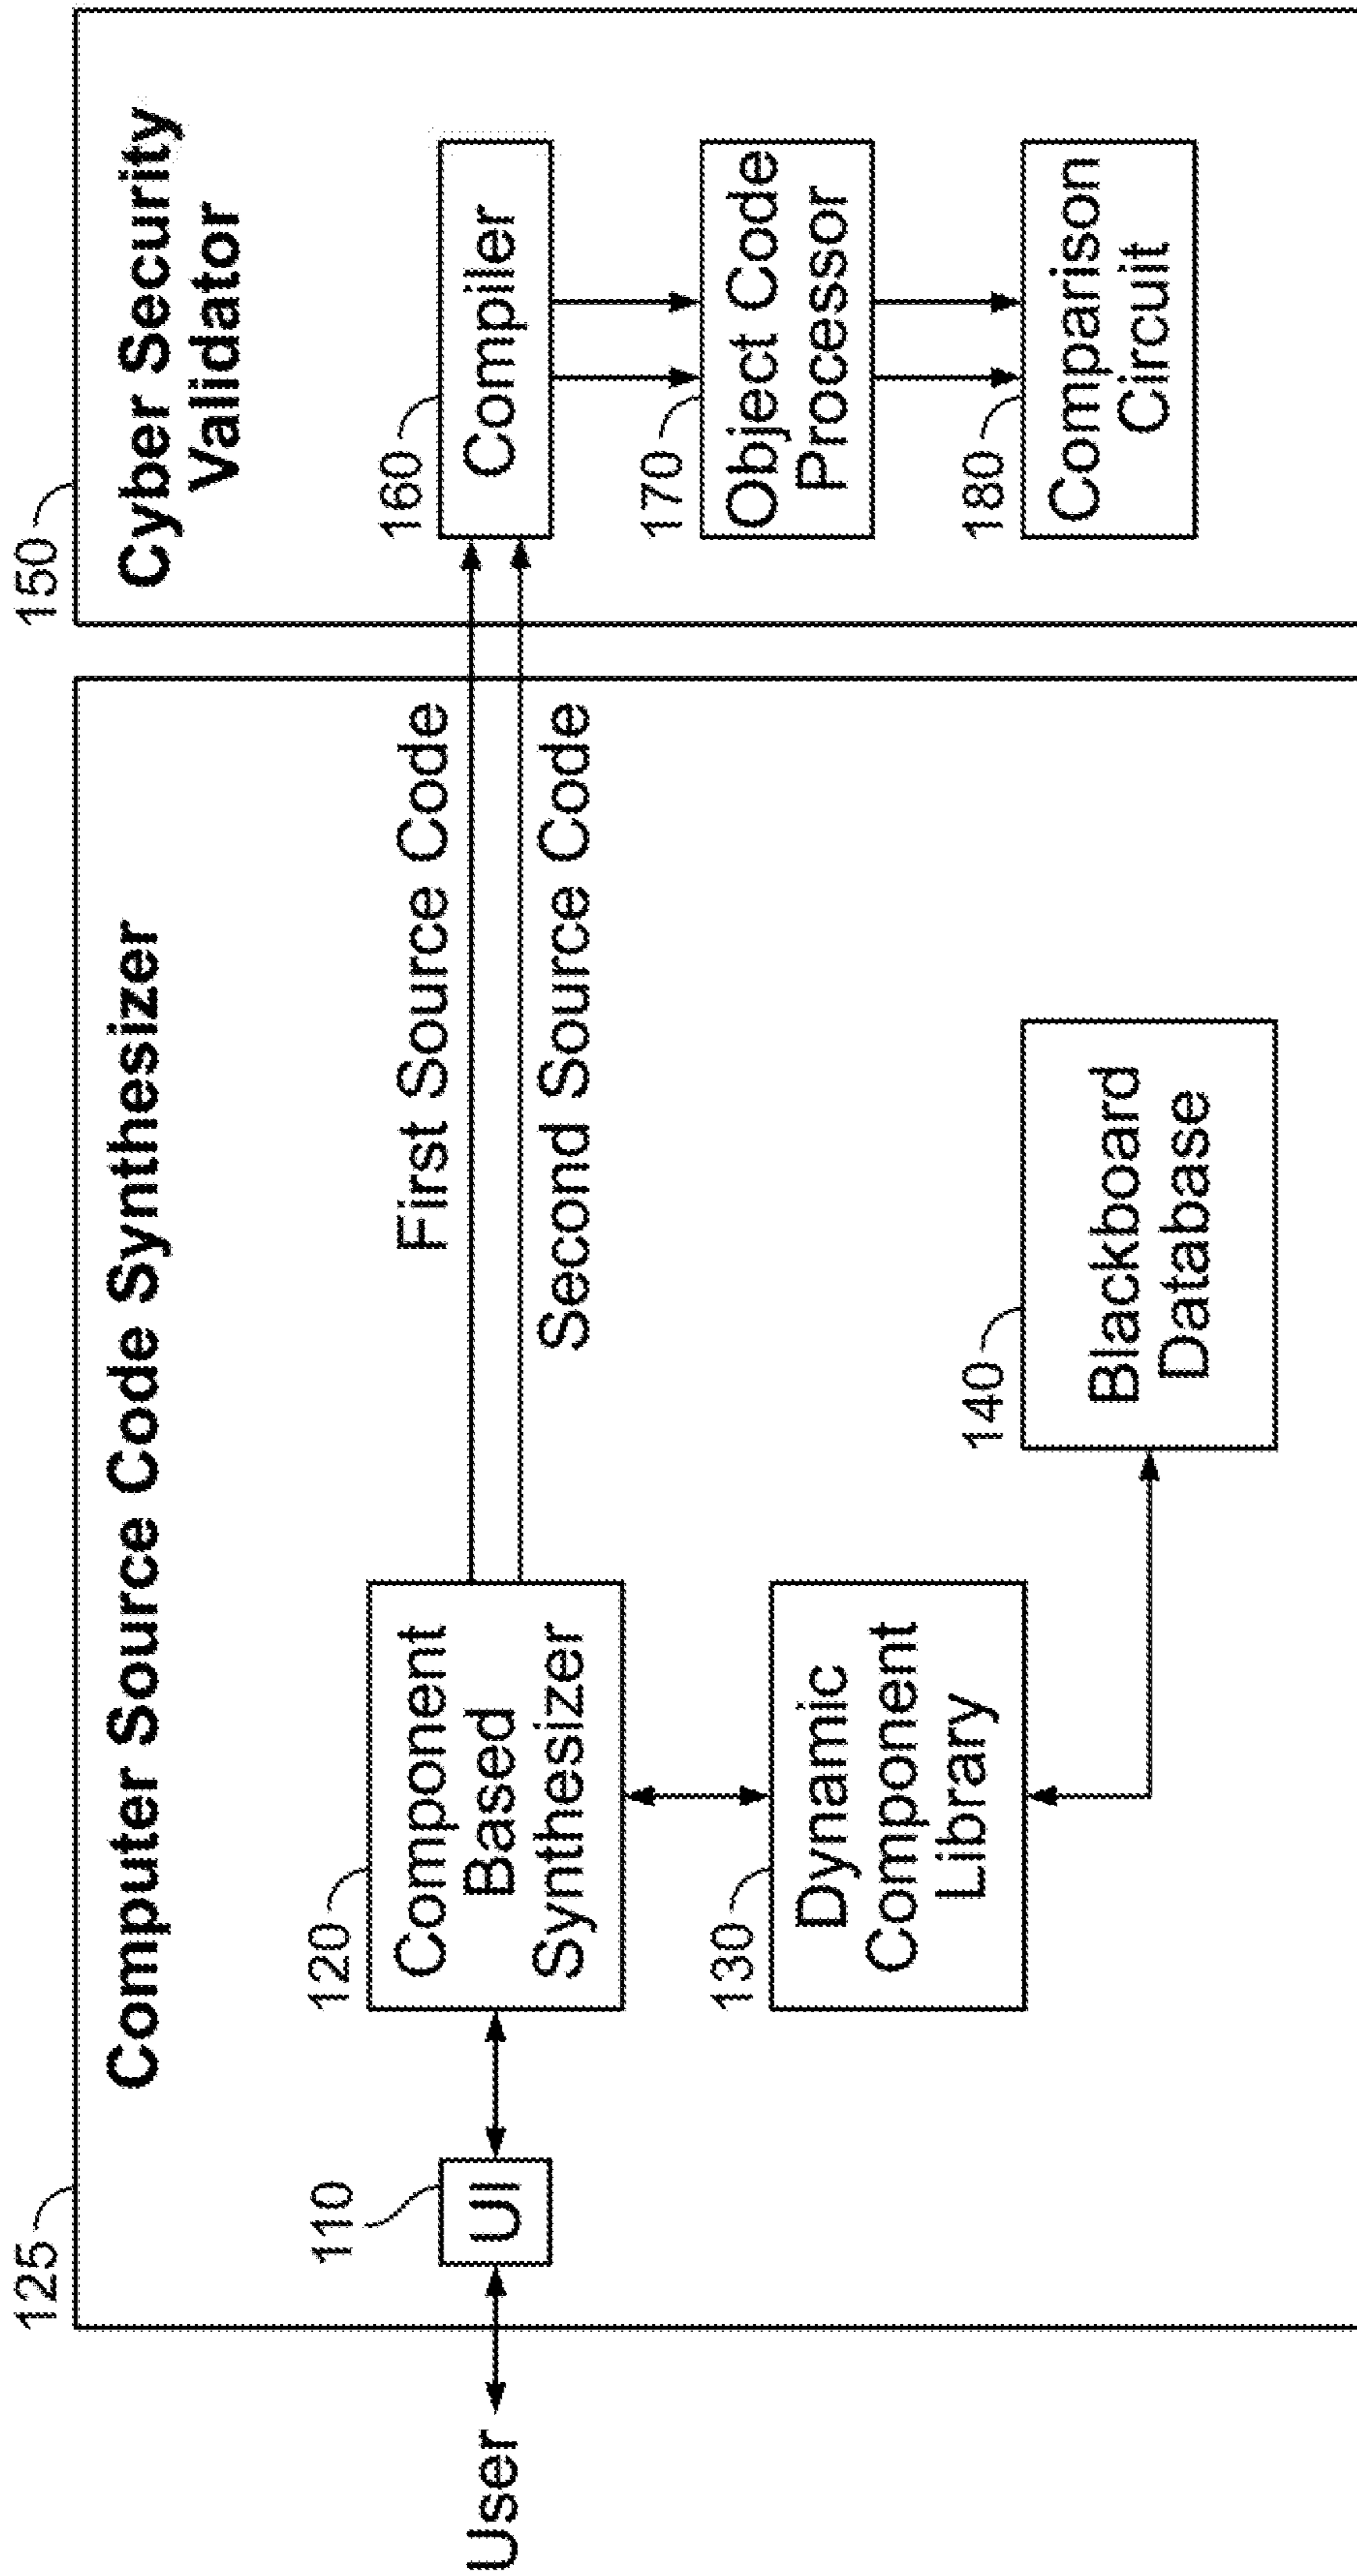 125
Computer Source Code Synthesizer
User
110
UI
120
Component
Based
Synthesizer
First Source Code
Second Source Code
130
Dynamic
Component
Library
140
Blackboard
Database
150
Cyber Security
Validator
160
Compiler
170
Object Code
Processor
180
Comparison
Circuit